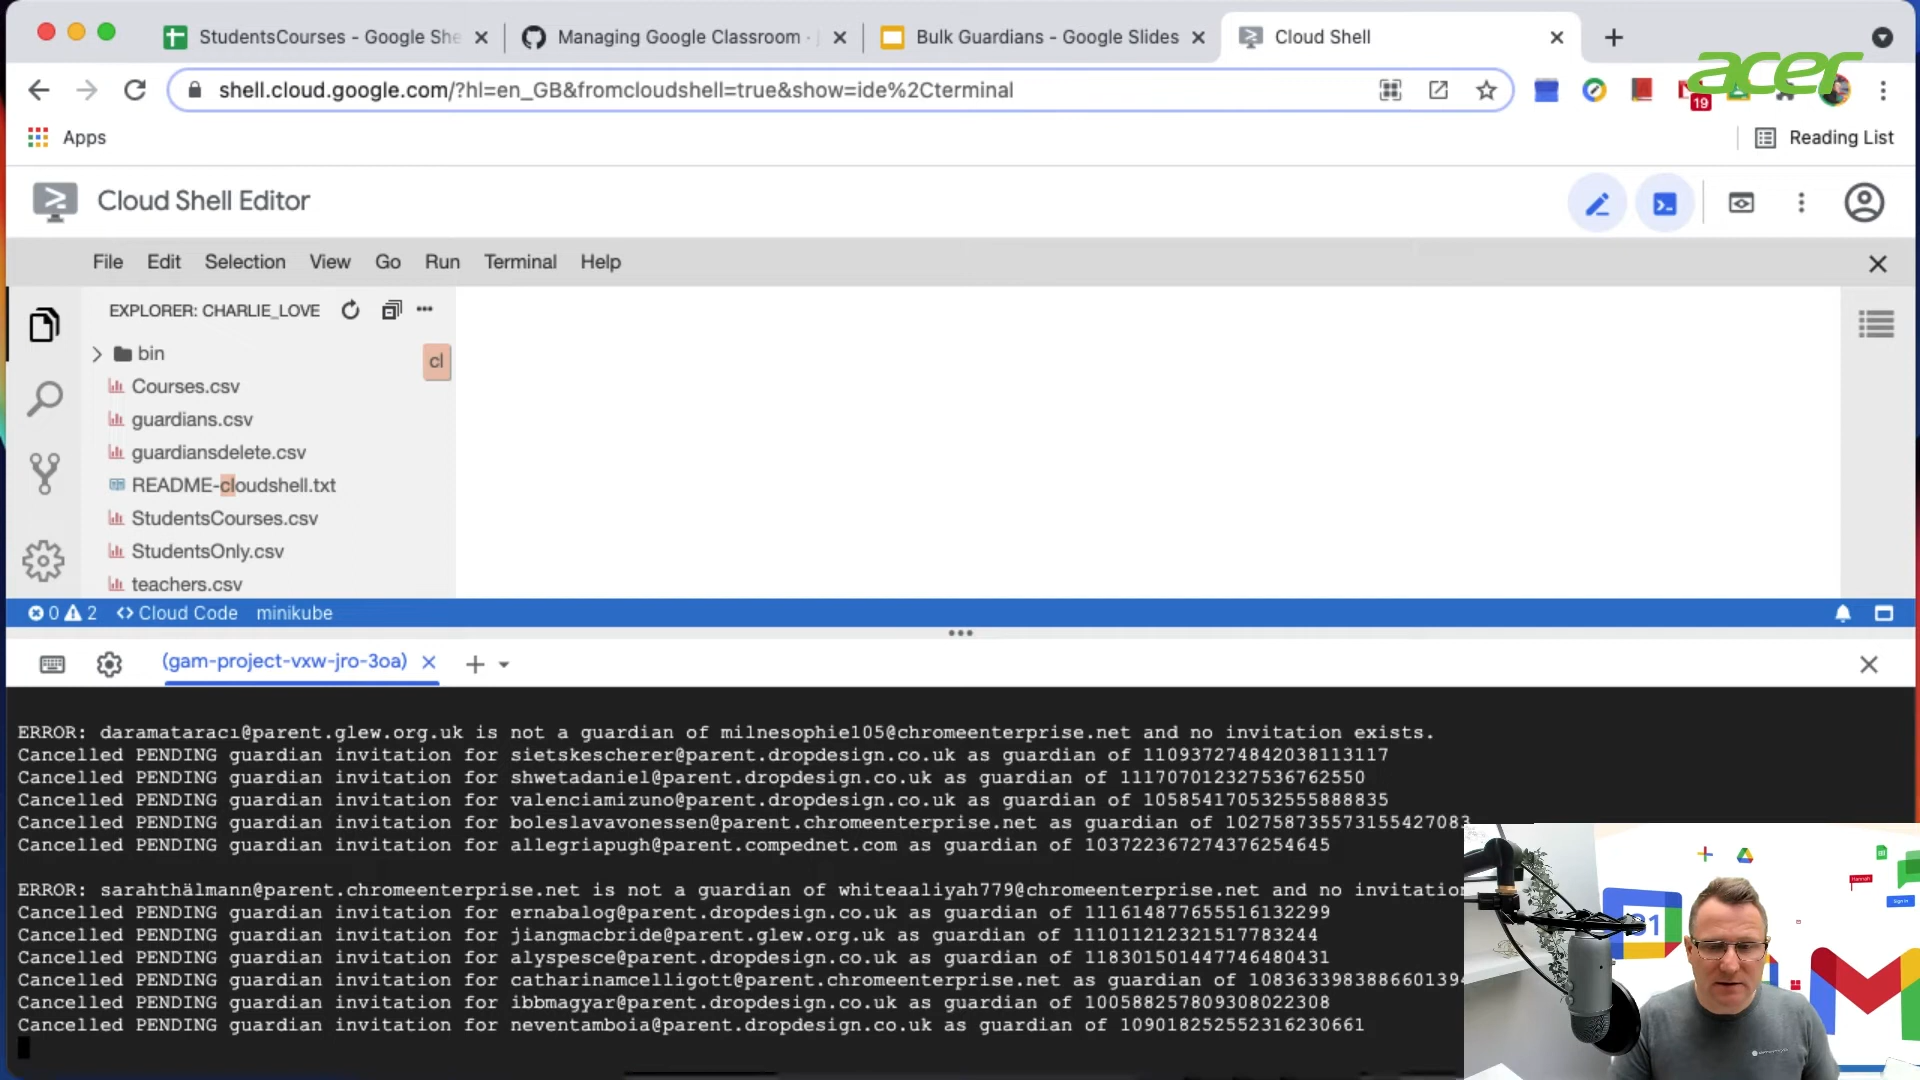 StudentsCourses - Google She
Managing Google Classroom ·
Bulk Guardians - Google Slides
Cloud Shell
acer
shell.cloud.google.com/?hl=en_GB&fromcloudshell=true&show=ide%2Cterminal
19
Apps
Reading List
Cloud Shell Editor
File Edit Selection View Go Run Terminal Help
EXPLORER: CHARLIE_LOVE
bin
cl
Courses.csv
guardians.csv
guardiansdelete.csv
README-cloudshell.txt
StudentsCourses.csv
StudentsOnly.csv
teachers.csv
0 2 <> Cloud Code minikube
(gam-project-vxw-jro-3oa)
ERROR: daramataracı@parent.glew.org.uk is not a guardian of milnesophie105@chromeenterprise.net and no invitation exists.
Cancelled PENDING guardian invitation for sietskescherer@parent.dropdesign.co.uk as guardian of 110937274842038113117
Cancelled PENDING guardian invitation for shwetadaniel@parent.dropdesign.co.uk as guardian of 111707012327536762550
Cancelled PENDING guardian invitation for valenciamizuno@parent.dropdesign.co.uk as guardian of 105854170532555888835
Cancelled PENDING guardian invitation for boleslavavonessen@parent.chromeenterprise.net as guardian of 102758735573155427083
Cancelled PENDING guardian invitation for allegriapugh@parent.compednet.com as guardian of 103722367274376254645
ERROR: sarahthälmann@parent.chromeenterprise.net is not a guardian of whiteaaliyah779@chromeenterprise.net and no invitation
Cancelled PENDING guardian invitation for ernabalog@parent.dropdesign.co.uk as guardian of 111614877655516132299
Cancelled PENDING guardian invitation for jiangmacbride@parent.glew.org.uk as guardian of 111011212321517783244
Cancelled PENDING guardian invitation for alyspesce@parent.dropdesign.co.uk as guardian of 118301501447746480431
Cancelled PENDING guardian invitation for catharinamcelligott@parent.chromeenterprise.net as guardian of 1083633983886601394
Cancelled PENDING guardian invitation for ibbmagyar@parent.dropdesign.co.uk as guardian of 100588257809308022308
Cancelled PENDING guardian invitation for neventamboia@parent.dropdesign.co.uk as guardian of 109018252552316230661
31
Hannah
Sign in